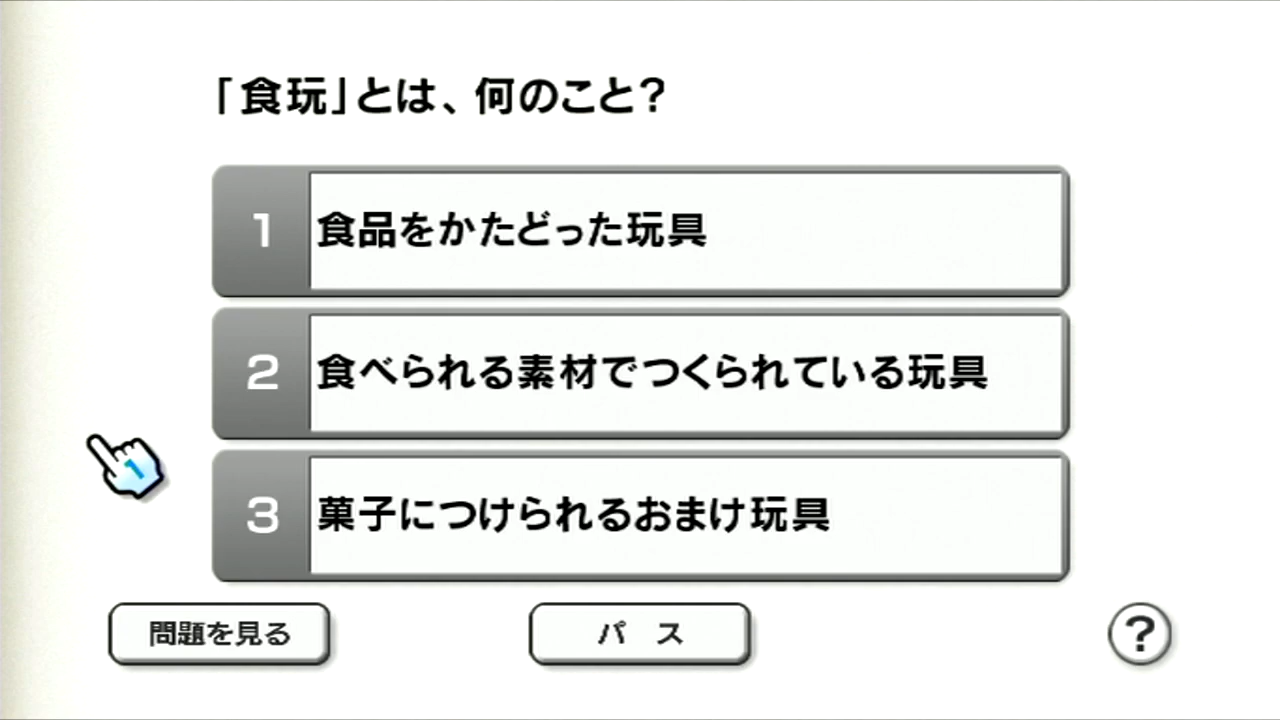 「食玩」とは、何のこと？
1 食品をかたどった玩具
2 食べられる素材でつくられている玩具
3 菓子につけられるおまけ玩具
1
問題を見る
パ ス
?